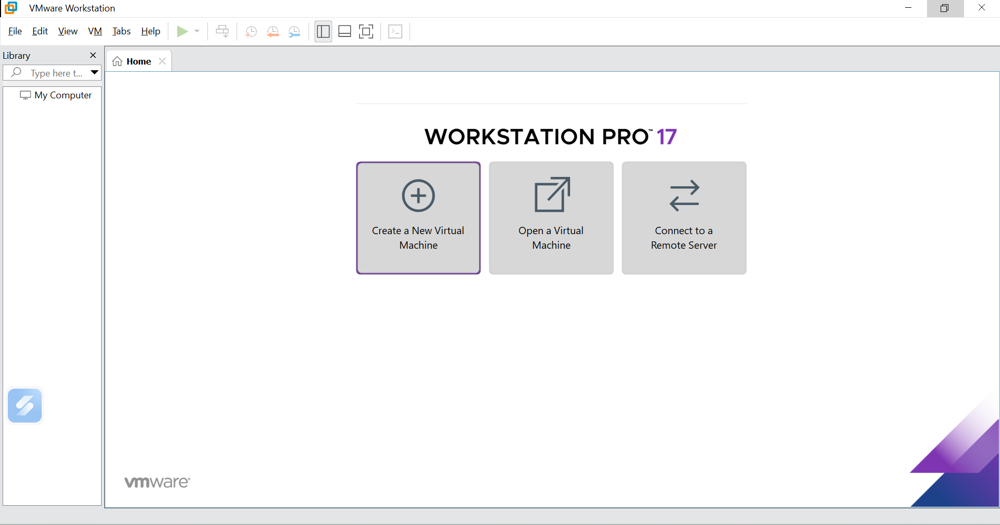 VMware Workstation
File Edit View VM Tabs Help
Library
Home
Type here t...
My Computer
WORKSTATION PRO™ 17
Create a New Virtual
Machine
Open a Virtual
Machine
Connect to a
Remote Server
vmware®